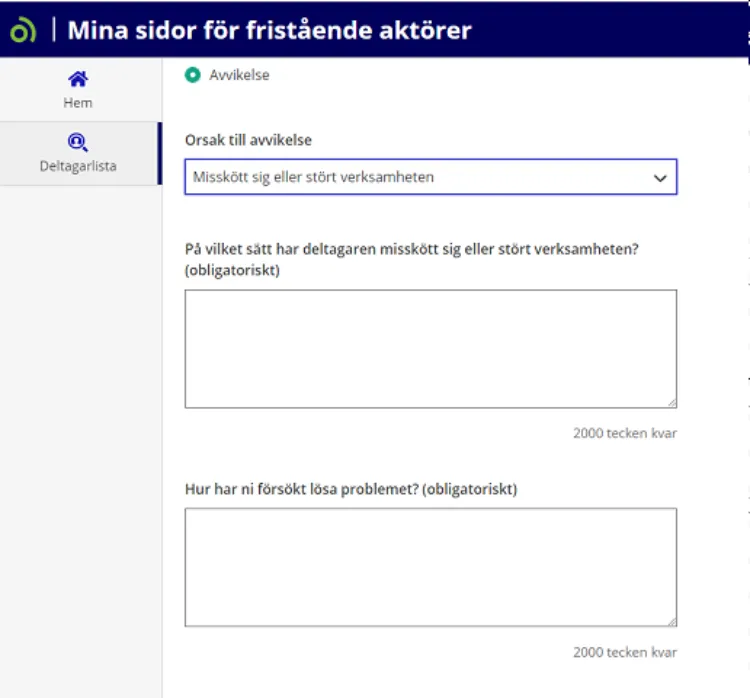 Mina sidor för fristående aktörer
Hem
Deltagarlista
Avvikelse
Orsak till avvikelse
Misskött sig eller stört verksamheten
På vilket sätt har deltagaren misskött sig eller stört verksamheten?
(obligatoriskt)
2000 tecken kvar
Hur har ni försökt lösa problemet? (obligatoriskt)
2000 tecken kvar